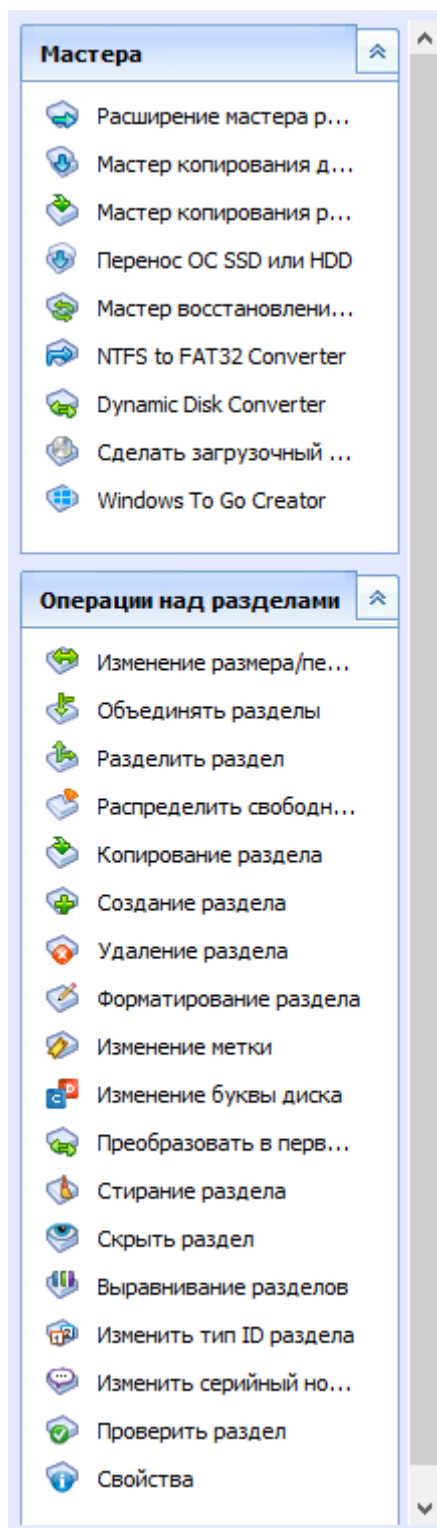 Мастера
Расширение мастера р...
Мастер копирования д...
Мастер копирования р...
Перенос ОС SSD или HDD
Мастер восстановлени...
NTFS to FAT32 Converter
Dynamic Disk Converter
Сделать загрузочный ...
Windows To Go Creator
Операции над разделами
Изменение размера/пе...
Объединять разделы
Разделить раздел
Распределить свободн...
Копирование раздела
Создание раздела
Удаление раздела
Форматирование раздела
Изменение метки
Изменение буквы диска
Преобразовать в перв...
Стирание раздела
Скрыть раздел
Выравнивание разделов
Изменить тип ID раздела
Изменить серийный но...
Проверить раздел
Свойства